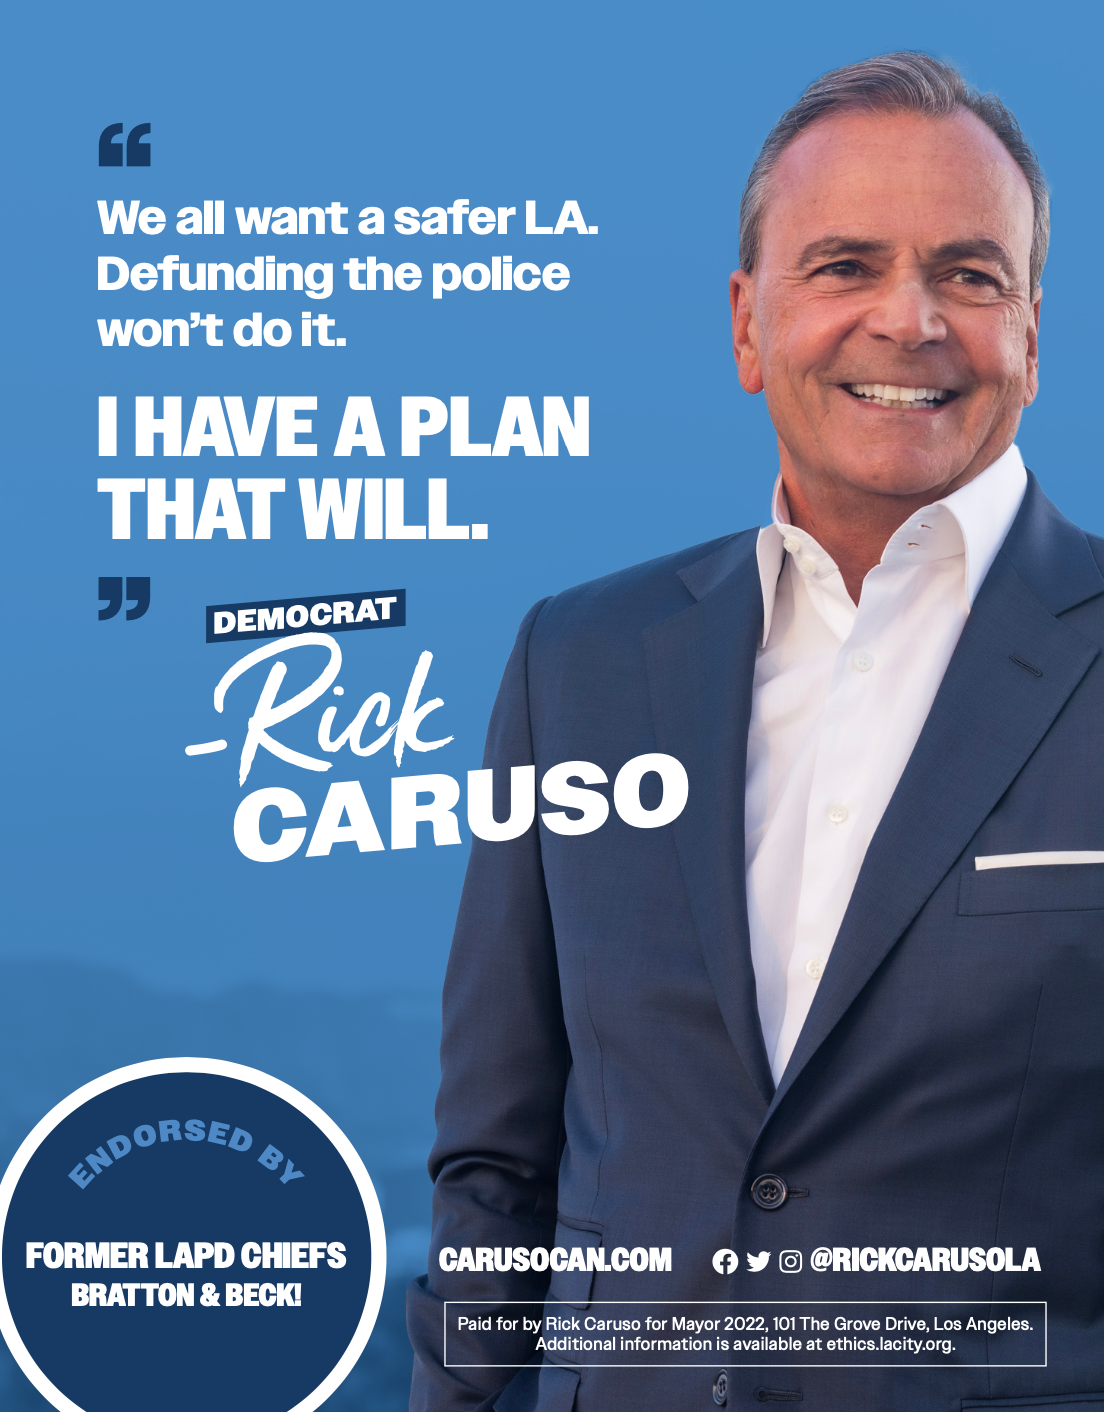 “
We all want a safer LA.
Defunding the police
won’t do it.
I HAVE A PLAN
THAT WILL.
”
DEMOCRAT
-Rick
CARUSO
ENDORSED BY
FORMER LAPD CHIEFS
BRATTON & BECK!
CARUSOCAN.COM @RICKCARUSOLA
Paid for by Rick Caruso for Mayor 2022, 101 The Grove Drive, Los Angeles.
Additional information is available at ethics.lacity.org.